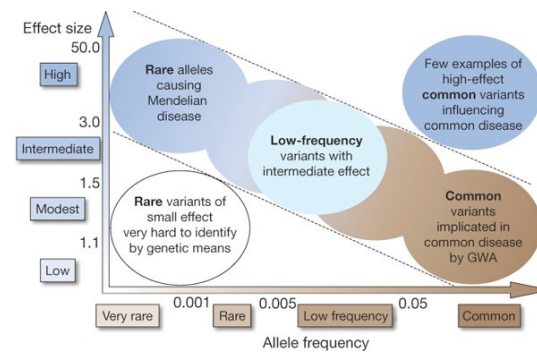 Effect size
50.0
High
3.0
Intermediate
1.5
Modest
1.1
Low
Rare alleles
causing
Mendelian
disease
Few examples of
high-effect
common variants
influencing
common disease
Low-frequency
variants with
intermediate effect
Rare variants of
small effect
very hard to identify
by genetic means
Common
variants
implicated in
common disease
by GWA
0.001
0.005
0.05
Very rare
Rare
Low frequency
Common
Allele frequency